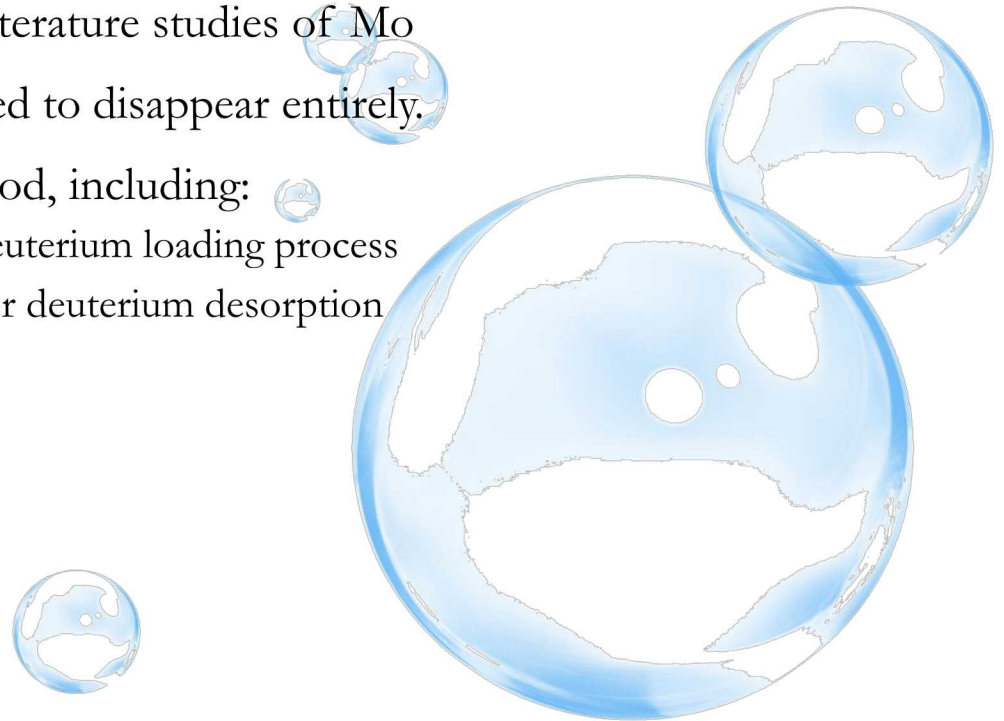 terature studies of Mo
ed to disappear entirely.
od, including:
euterium loading process
r deuterium desorption